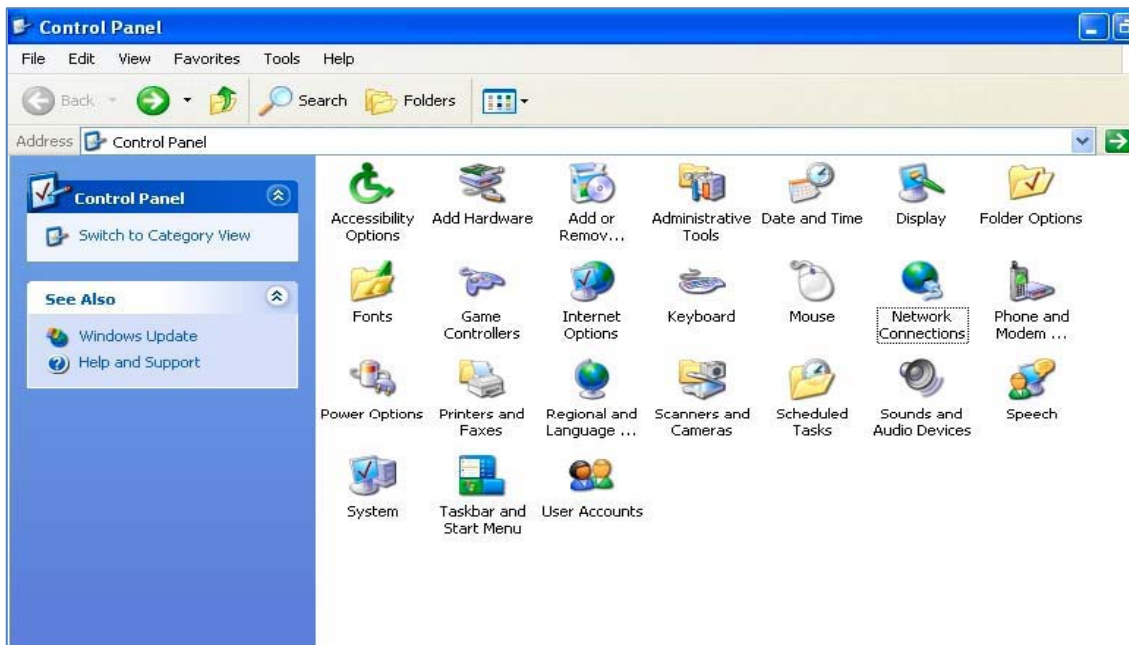 Control Panel
File Edit View Favorites Tools Help
Back Search Folders
Address Control Panel
Control Panel
Switch to Category View
See Also
Windows Update
Help and Support
Accessibility Options
Add Hardware
Add or Remov...
Administrative Tools
Date and Time
Display
Folder Options
Fonts
Game Controllers
Internet Options
Keyboard
Mouse
Network Connections
Phone and Modem ...
Power Options
Printers and Faxes
Regional and Language ...
Scanners and Cameras
Scheduled Tasks
Sounds and Audio Devices
Speech
System
Taskbar and Start Menu
User Accounts